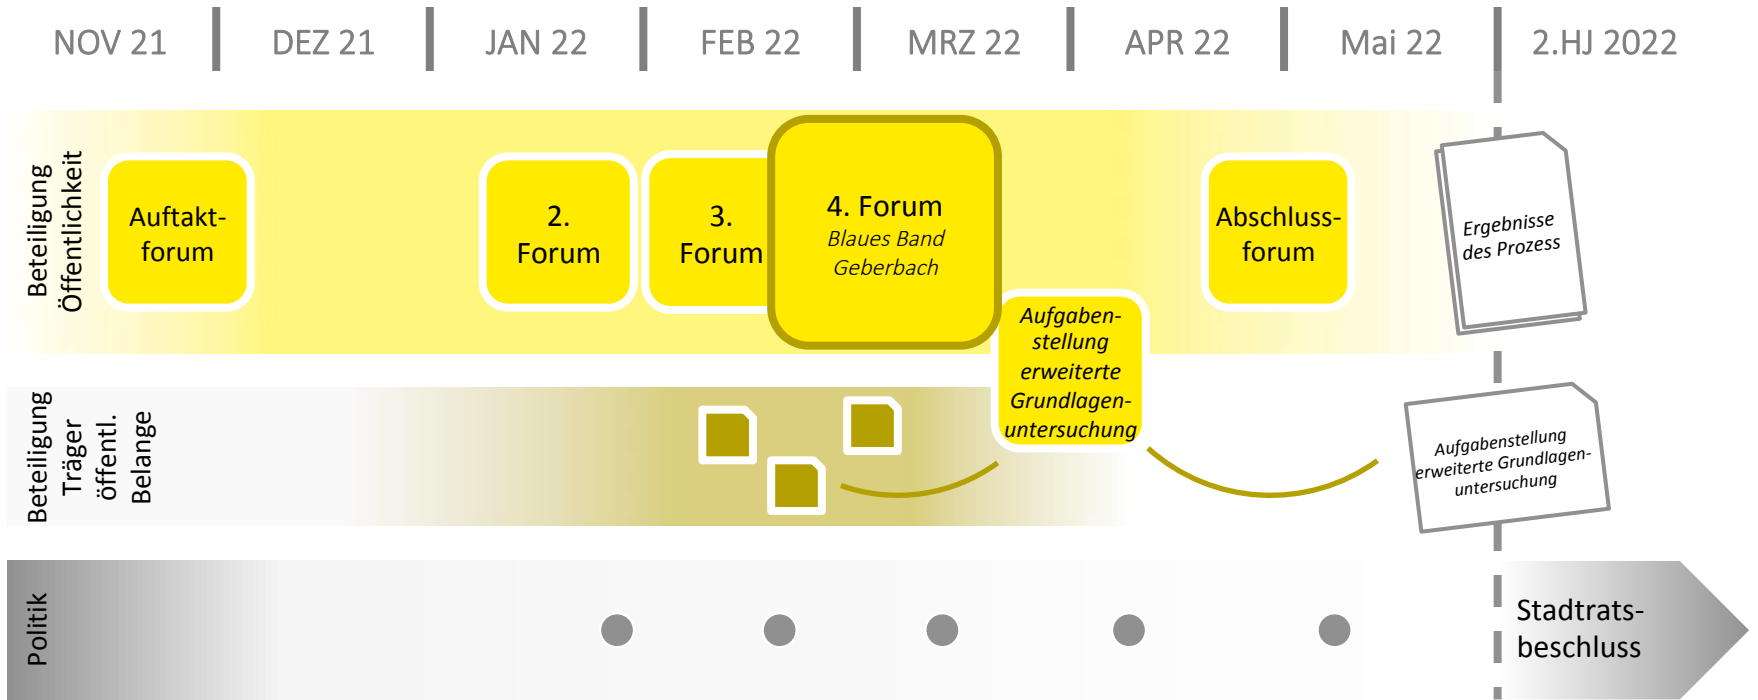 NOV 21
DEZ 21
JAN 22
FEB 22
MRZ 22
APR 22
Mai 22
2.HJ 2022
Beteiligung
Öffentlichkeit
Auftakt-
forum
2.
Forum
3.
Forum
4. Forum
Blaues Band
Geberbach
Aufgaben-
stellung
erweiterte
Grundlagen-
untersuchung
Abschluss-
forum
Ergebnisse
des Prozess
Beteiligung
Träger
öffentl.
Belange
Aufgabenstellung
erweiterte Grundlagen-
untersuchung
Politik
Stadtrats-
beschluss